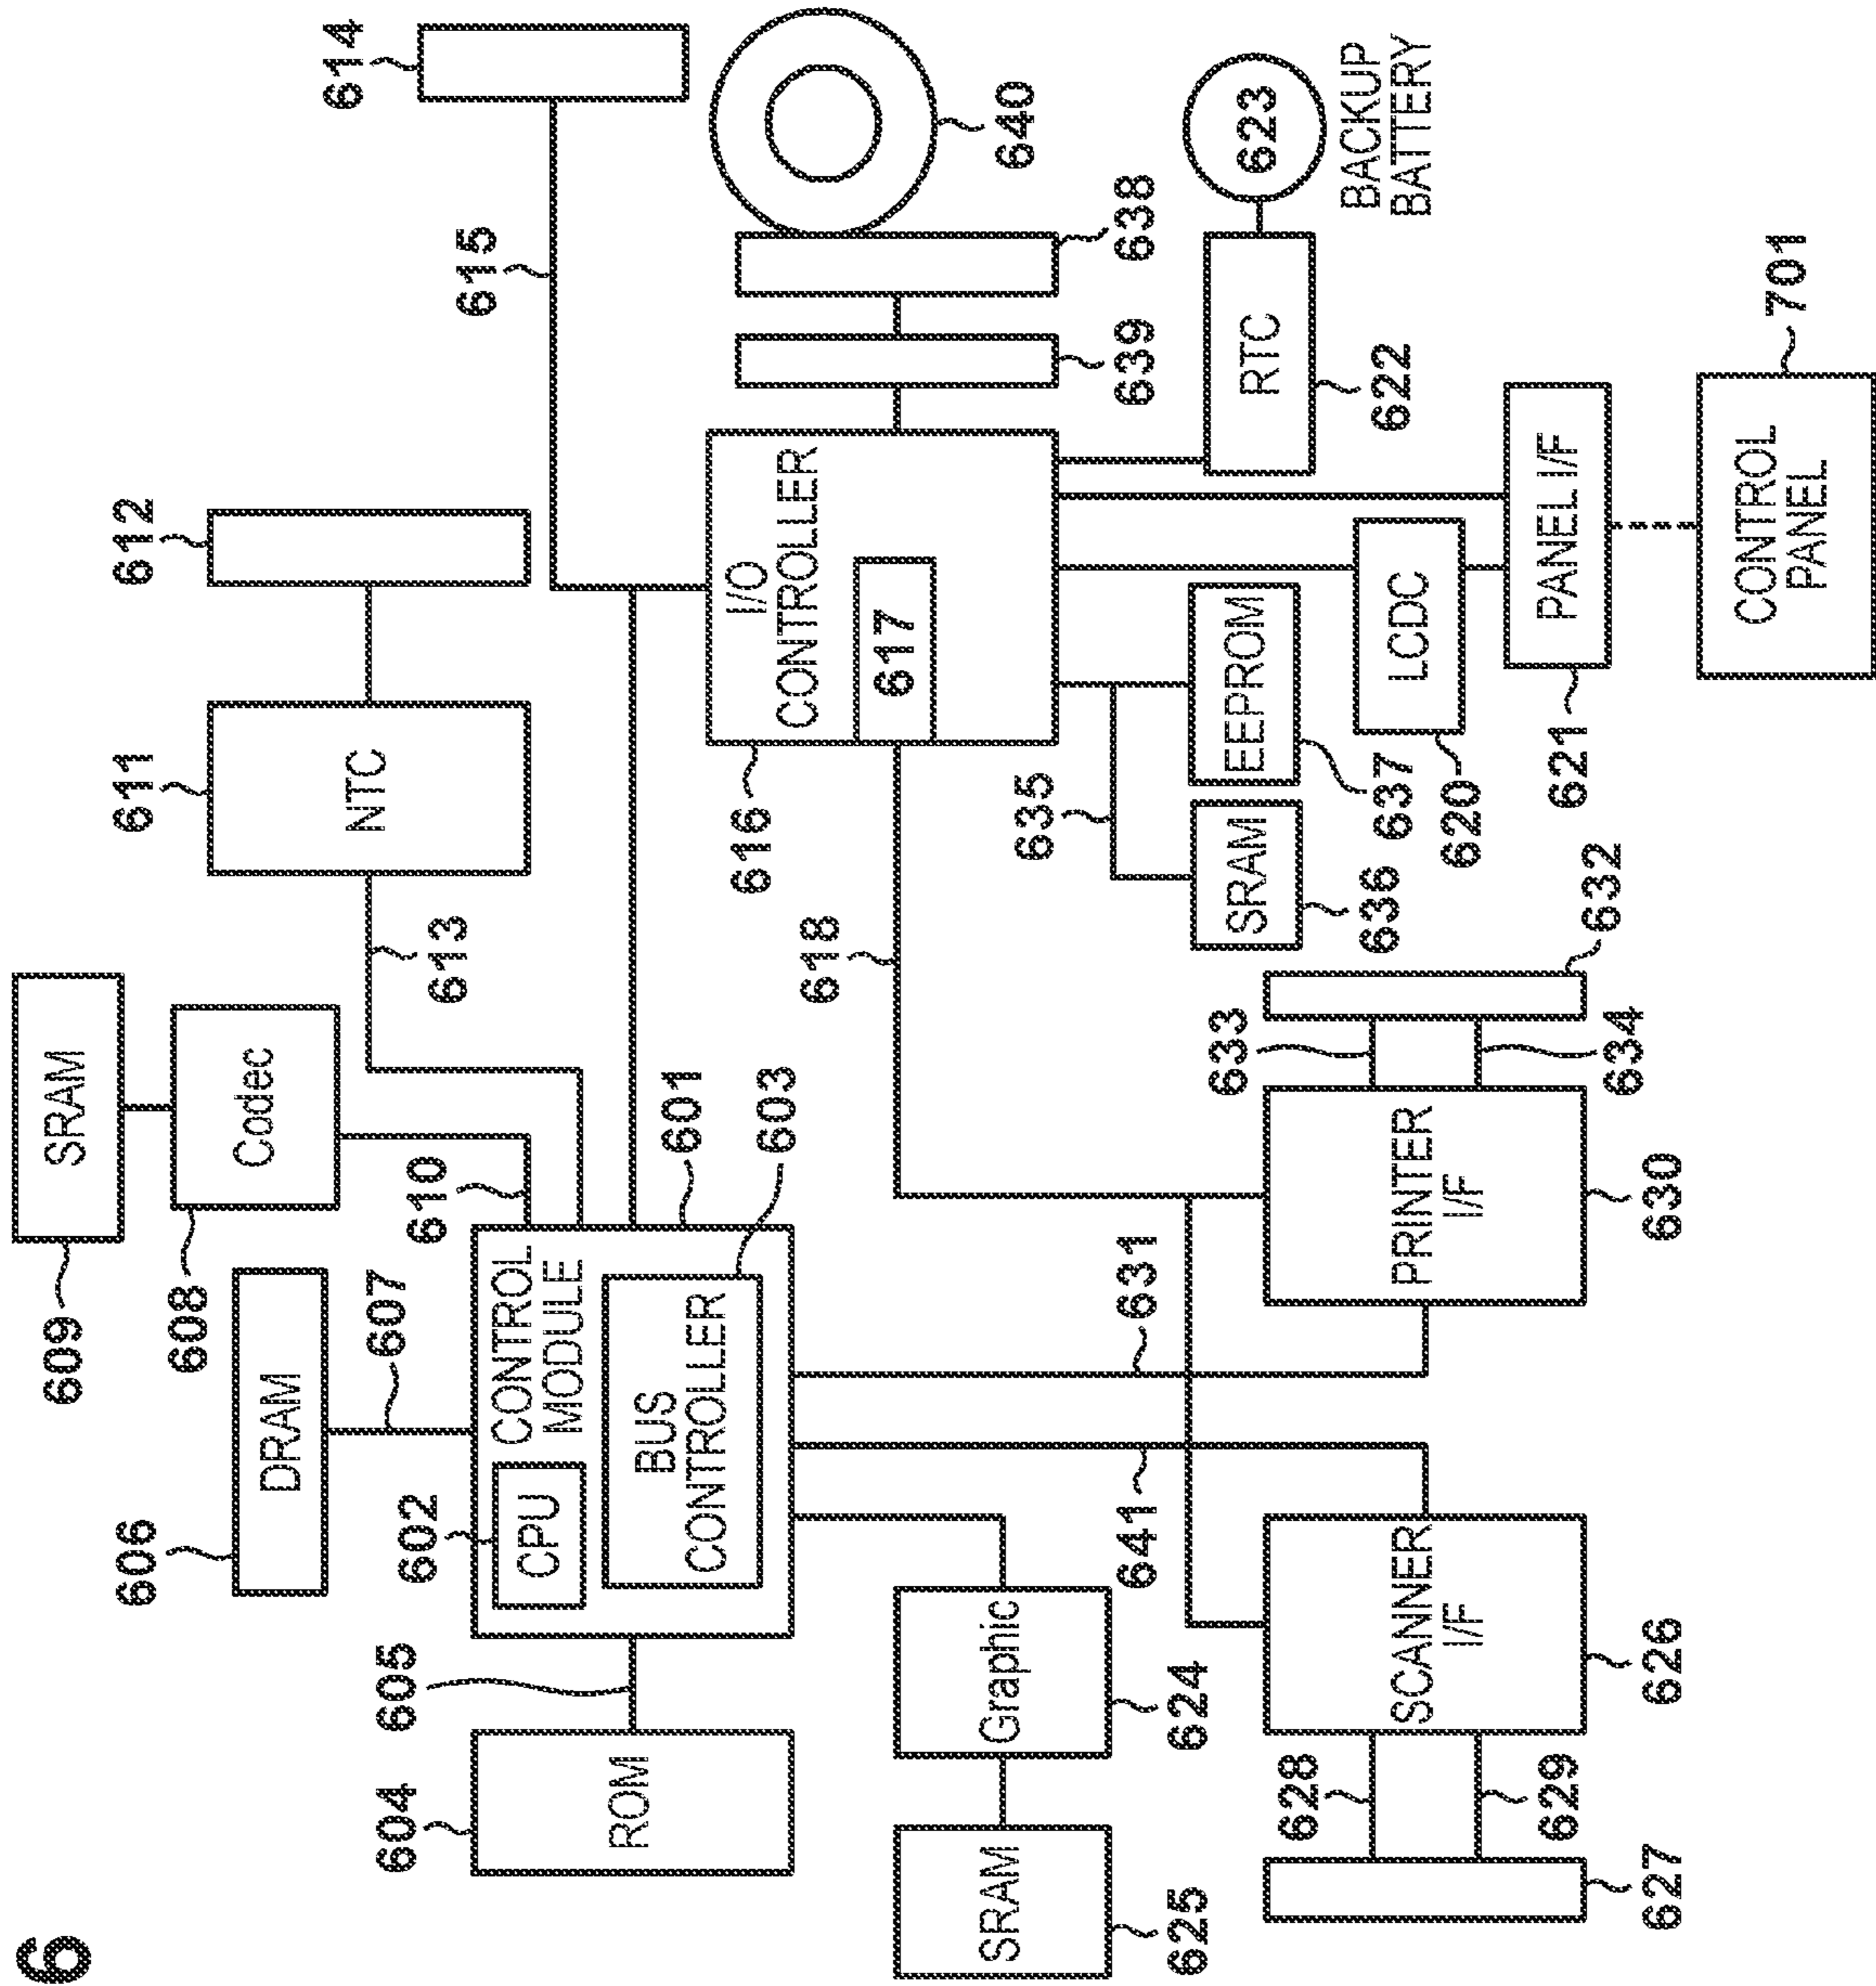 6
609
SRAM
608
Codec
606
DRAM
607
610
613
611
NTC
612
614
615
604
ROM
605
602
CPU
CONTROL
MODULE
BUS
CONTROLLER
601
603
616
I/O
CONTROLLER
617
639
638
640
618
635
625
SRAM
624
Graphic
641
631
SRAM
636
EEPROM
637
LCDC
620
RTC
622
623
BACKUP
BATTERY
627
628
629
SCANNER
I/F
626
PRINTER
I/F
630
633
634
632
621
PANEL I/F
CONTROL
PANEL
701